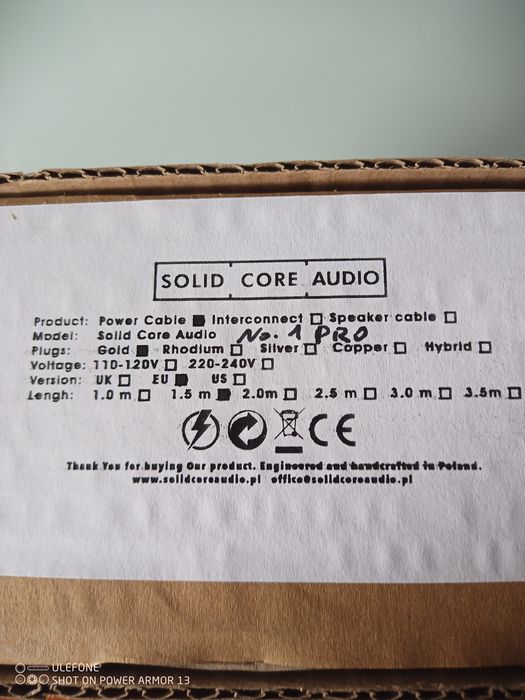 SOLID CORE AUDIO
Product: Power Cable ■ Interconnect □ Speaker cable □
Model: Solid Core Audio No. 1 PRO
Plugs: Gold ■ Rhodium □ Silver □ Copper □ Hybrid □
Voltage: 110-120V □ 220-240V □
Version: UK □ EU ■ US □
Lengh: 1.0 m □ 1.5 m ■ 2.0m □ 2.5 m □ 3.0 m □ 3.5m □
CE
Thank You for buying Our product. Engineered and handcrafted in Poland.
www.solidcoreaudio.pl office@solidcoreaudio.pl
ULEFONE
SHOT ON POWER ARMOR 13